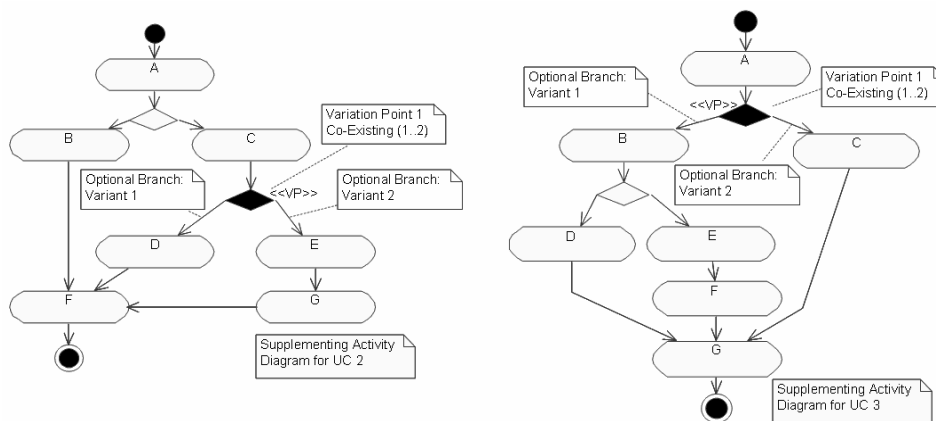 A
B
C
Variation Point 1
Co-Existing (1..2)
Optional Branch:
Variant 1
<<VP>>
Optional Branch:
Variant 2
D
E
F
G
Supplementing Activity
Diagram for UC 2
A
Optional Branch:
Variant 1
Variation Point 1
Co-Existing (1..2)
<<VP>>
B
C
Optional Branch:
Variant 2
D
E
F
G
Supplementing Activity
Diagram for UC 3